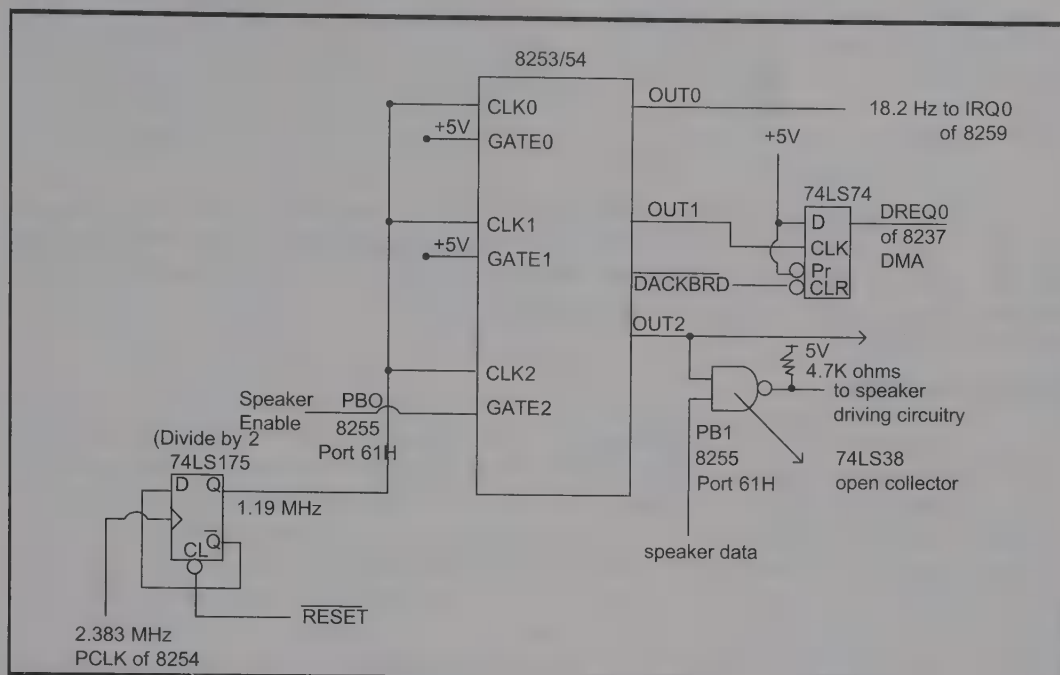 8253/54
CLK0
+5V
GATE0
OUT0
18.2 Hz to IRQ0
of 8259
+5V
74LS74
D
CLK
Pr
CLR
DREQ0
of 8237
DMA
CLK1
+5V
GATE1
OUT1
DACKBRD
OUT2
5V
4.7K ohms
to speaker
driving circuitry
CLK2
GATE2
Speaker
Enable
PBO
8255
Port 61H
PB1
8255
Port 61H
74LS38
open collector
speaker data
(Divide by 2
74LS175
D Q
1.19 MHz
Q
CL
RESET
2.383 MHz
PCLK of 8254